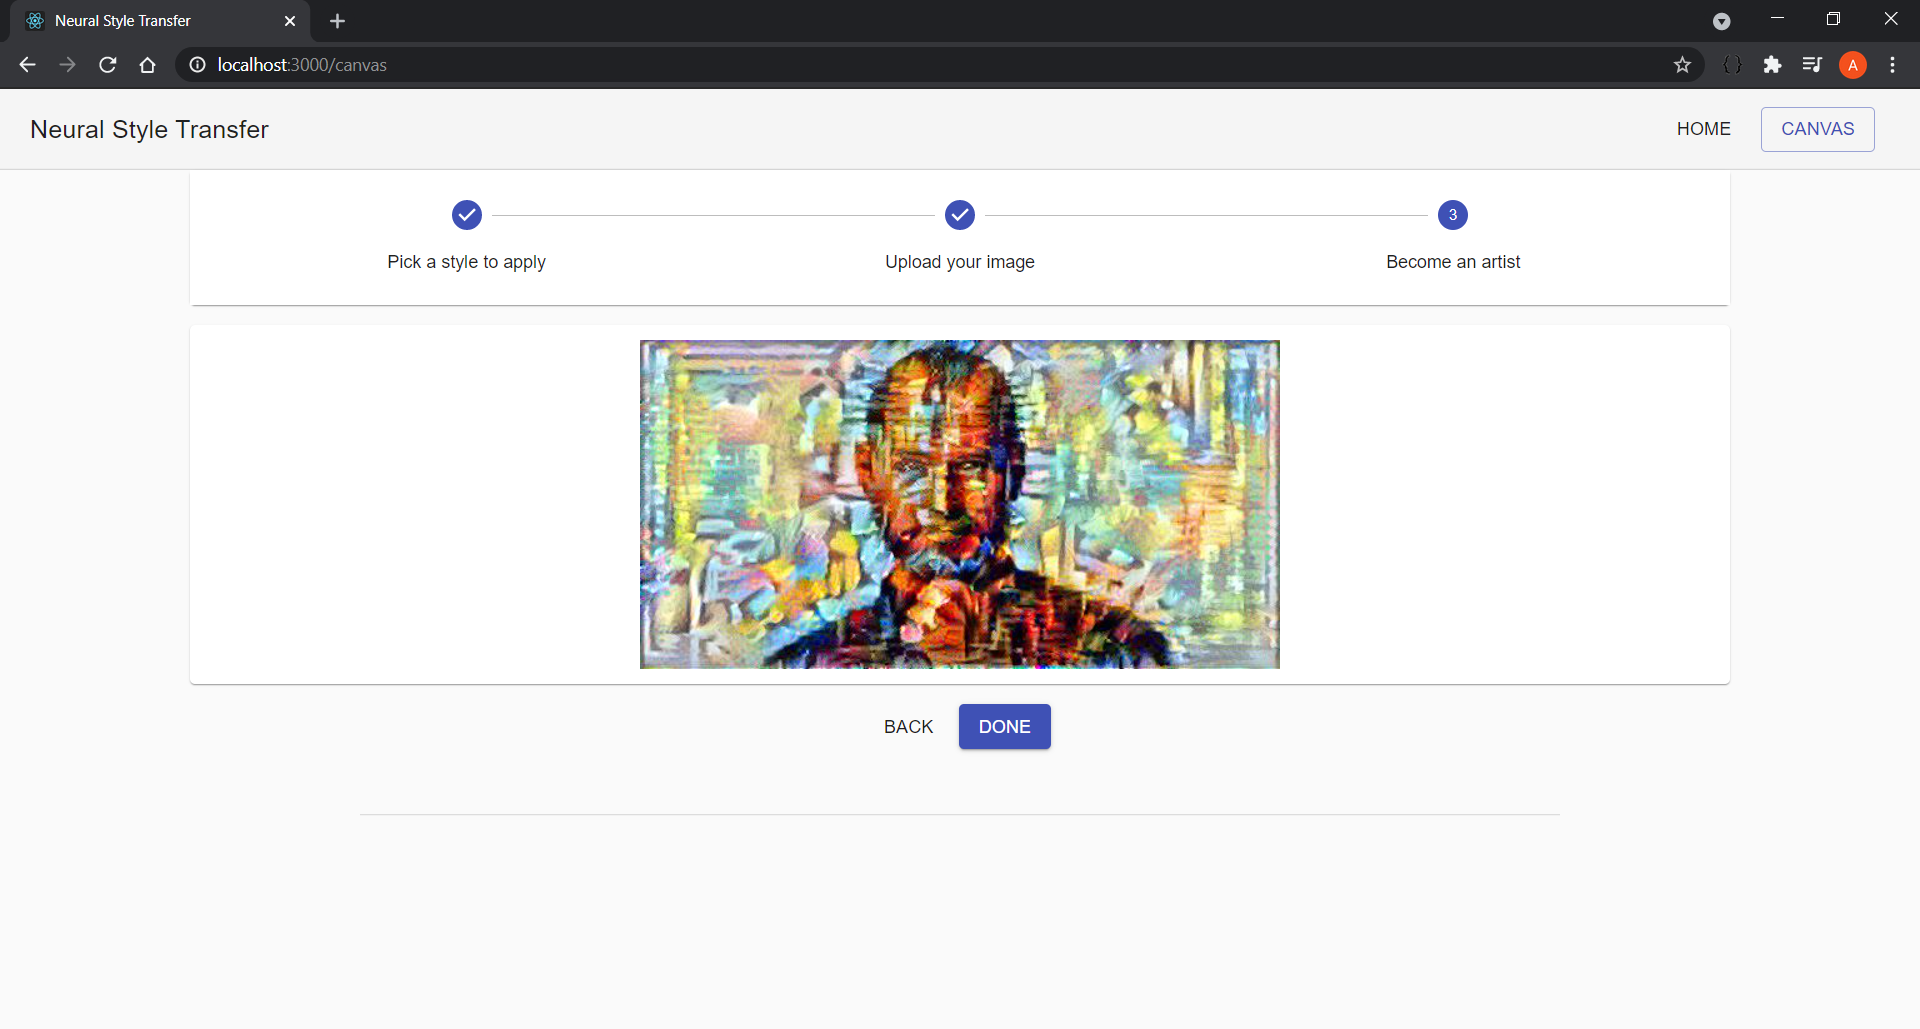 Neural Style Transfer
localhost:3000/canvas
A
Neural Style Transfer
HOME
CANVAS
3
Pick a style to apply
Upload your image
Become an artist
BACK
DONE